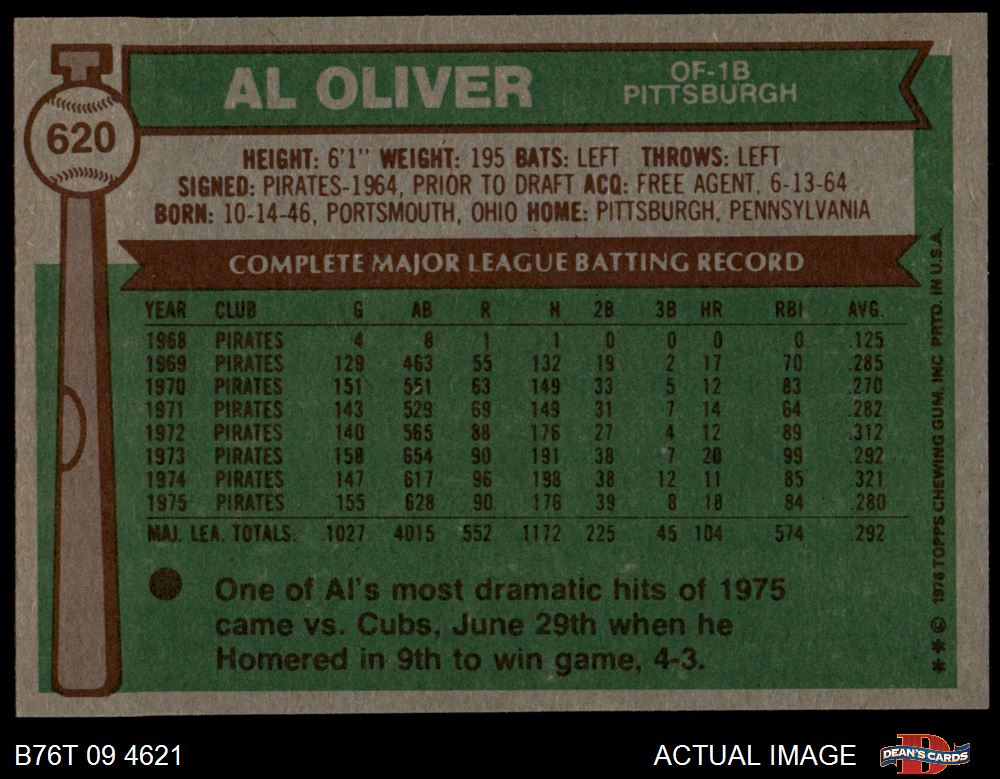 620
AL OLIVER
OF-1B
PITTSBURGH
HEIGHT: 6'1" WEIGHT: 195 BATS: LEFT THROWS: LEFT
SIGNED: PIRATES-1964, PRIOR TO DRAFT ACQ: FREE AGENT, 6-13-64
BORN: 10-14-46, PORTSMOUTH, OHIO HOME: PITTSBURGH, PENNSYLVANIA
COMPLETE MAJOR LEAGUE BATTING RECORD
YEAR CLUB G AB R H 2B 3B HR RBI AVG.
1968 PIRATES 4 8 1 1 0 0 0 0 .125
1969 PIRATES 129 463 55 132 19 2 17 70 .285
1970 PIRATES 151 551 63 149 33 5 12 83 .270
1971 PIRATES 143 529 69 149 31 7 14 64 .282
1972 PIRATES 140 565 88 176 27 4 12 89 .312
1973 PIRATES 158 654 90 191 38 7 20 99 .292
1974 PIRATES 147 617 96 198 38 12 11 85 .321
1975 PIRATES 155 628 90 176 39 8 18 84 .280
MAJ. LEA. TOTALS: 1027 4015 552 1172 225 45 104 574 .292
One of Al's most dramatic hits of 1975
came vs. Cubs, June 29th when he
Homered in 9th to win game, 4-3.
** © 1976 TOPPS CHEWING GUM, INC PRTD. IN U.S.A.
B76T 09 4621
ACTUAL IMAGE
DEAN'S CARDS